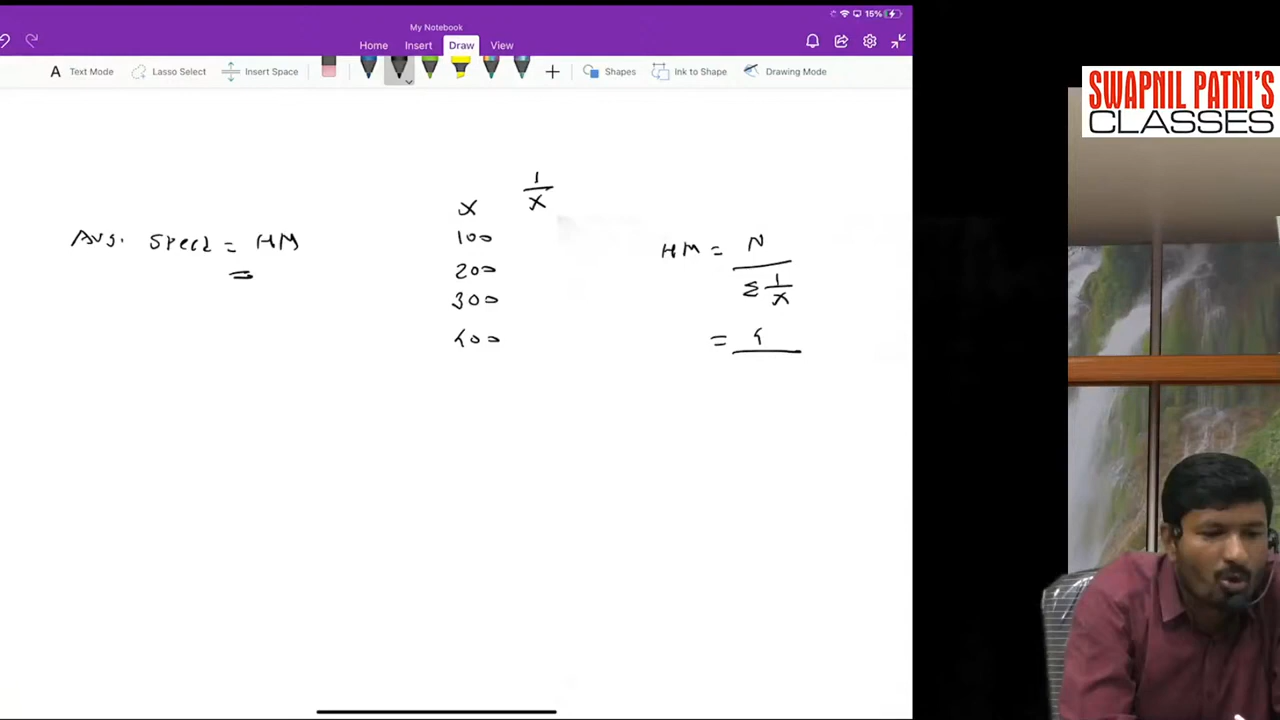 My Notebook
15%
Home Insert Draw View
Text Mode Lasso Select Insert Space Shapes Ink to Shape Drawing Mode
SWAPNIL PATNI'S
CLASSES
Avg. Speed = HM
x 1/x
100
200
300
400
HM = N / Σ 1/x
= 4